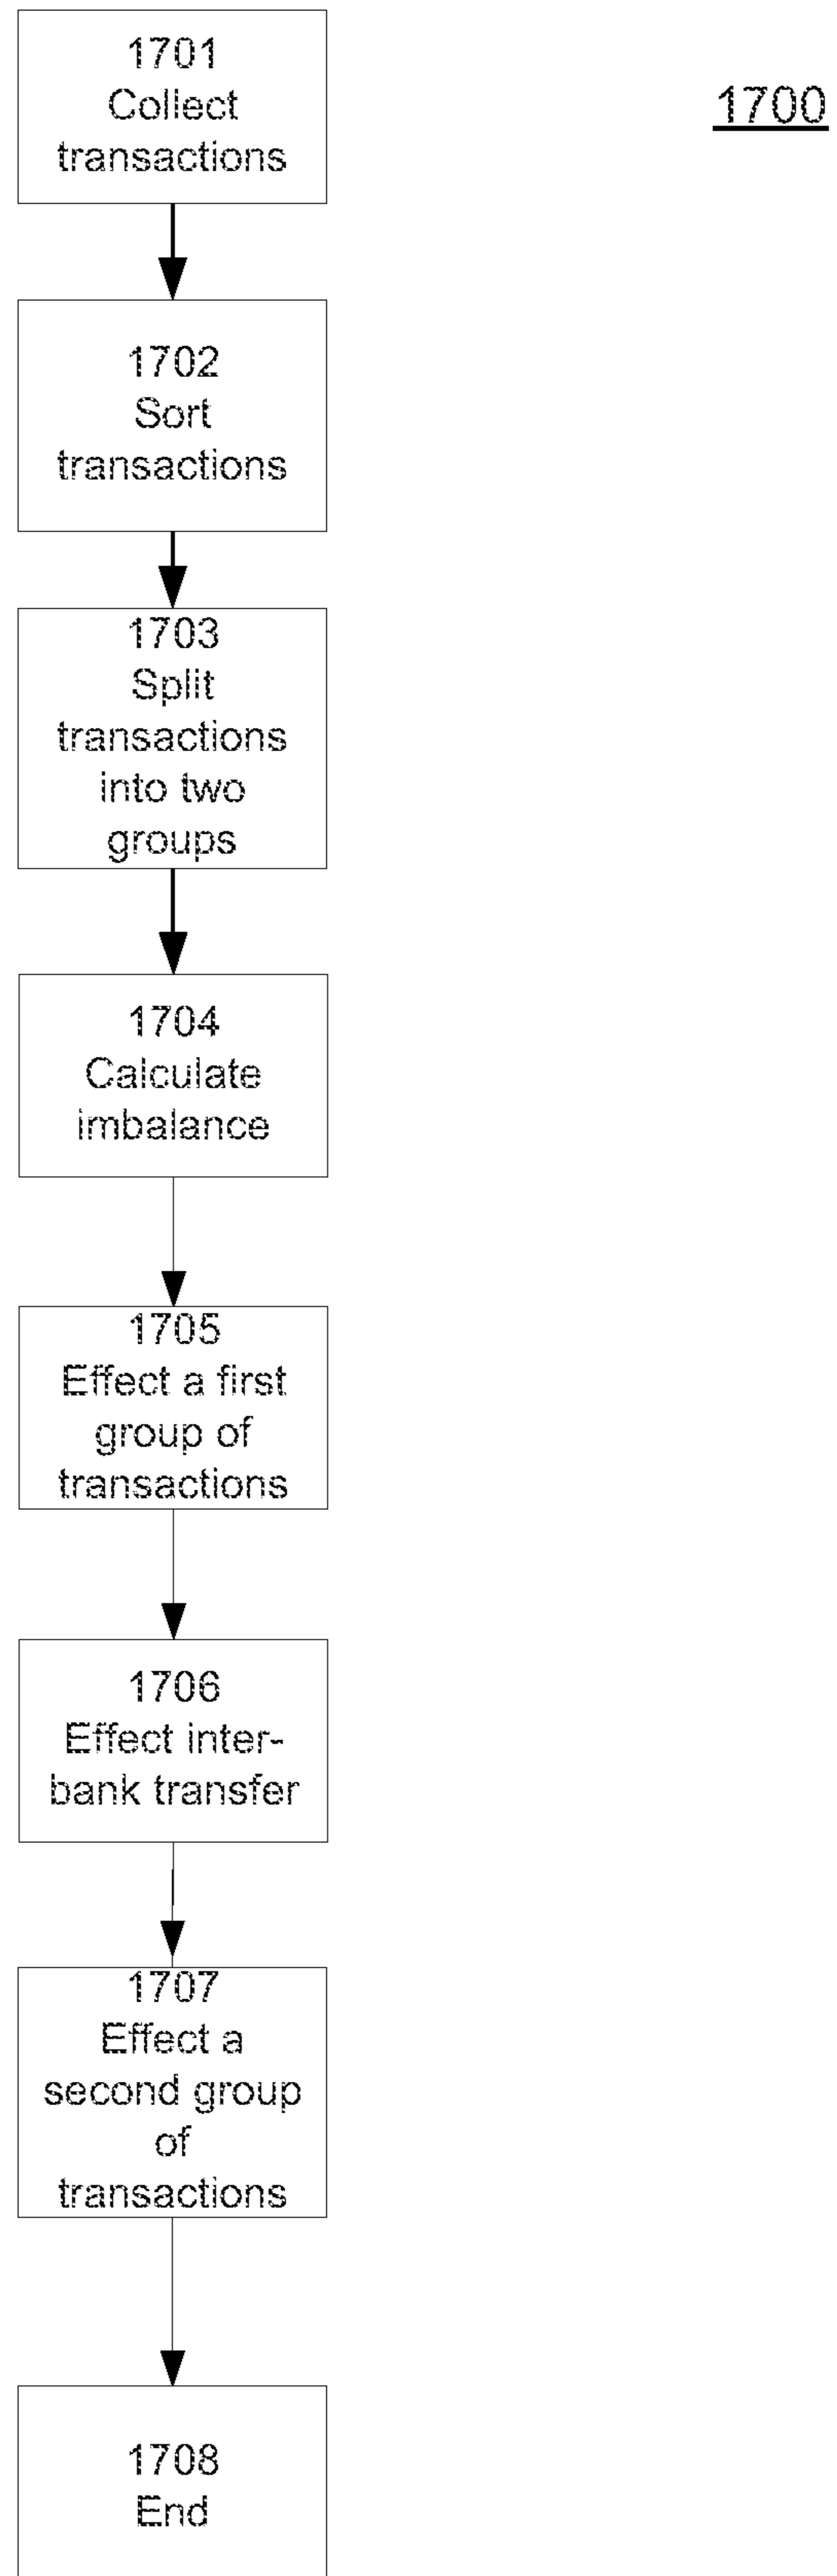 1701
Collect
transactions
1700
1702
Sort
transactions
1703
Split
transactions
into two
groups
1704
Calculate
imbalance
1705
Effect a first
group of
transactions
1706
Effect inter-
bank transfer
1707
Effect a
second group
of
transactions
1708
End